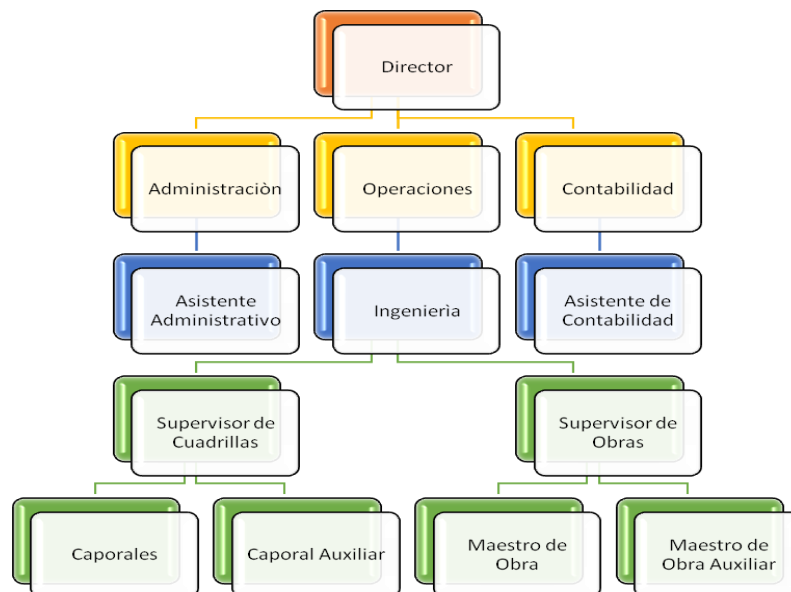 Director
Administraciòn
Operaciones
Contabilidad
Asistente
Administrativo
Ingenierìa
Asistente de
Contabilidad
Supervisor de
Cuadrillas
Supervisor de
Obras
Caporales
Caporal Auxiliar
Maestro de
Obra
Maestro de
Obra Auxiliar